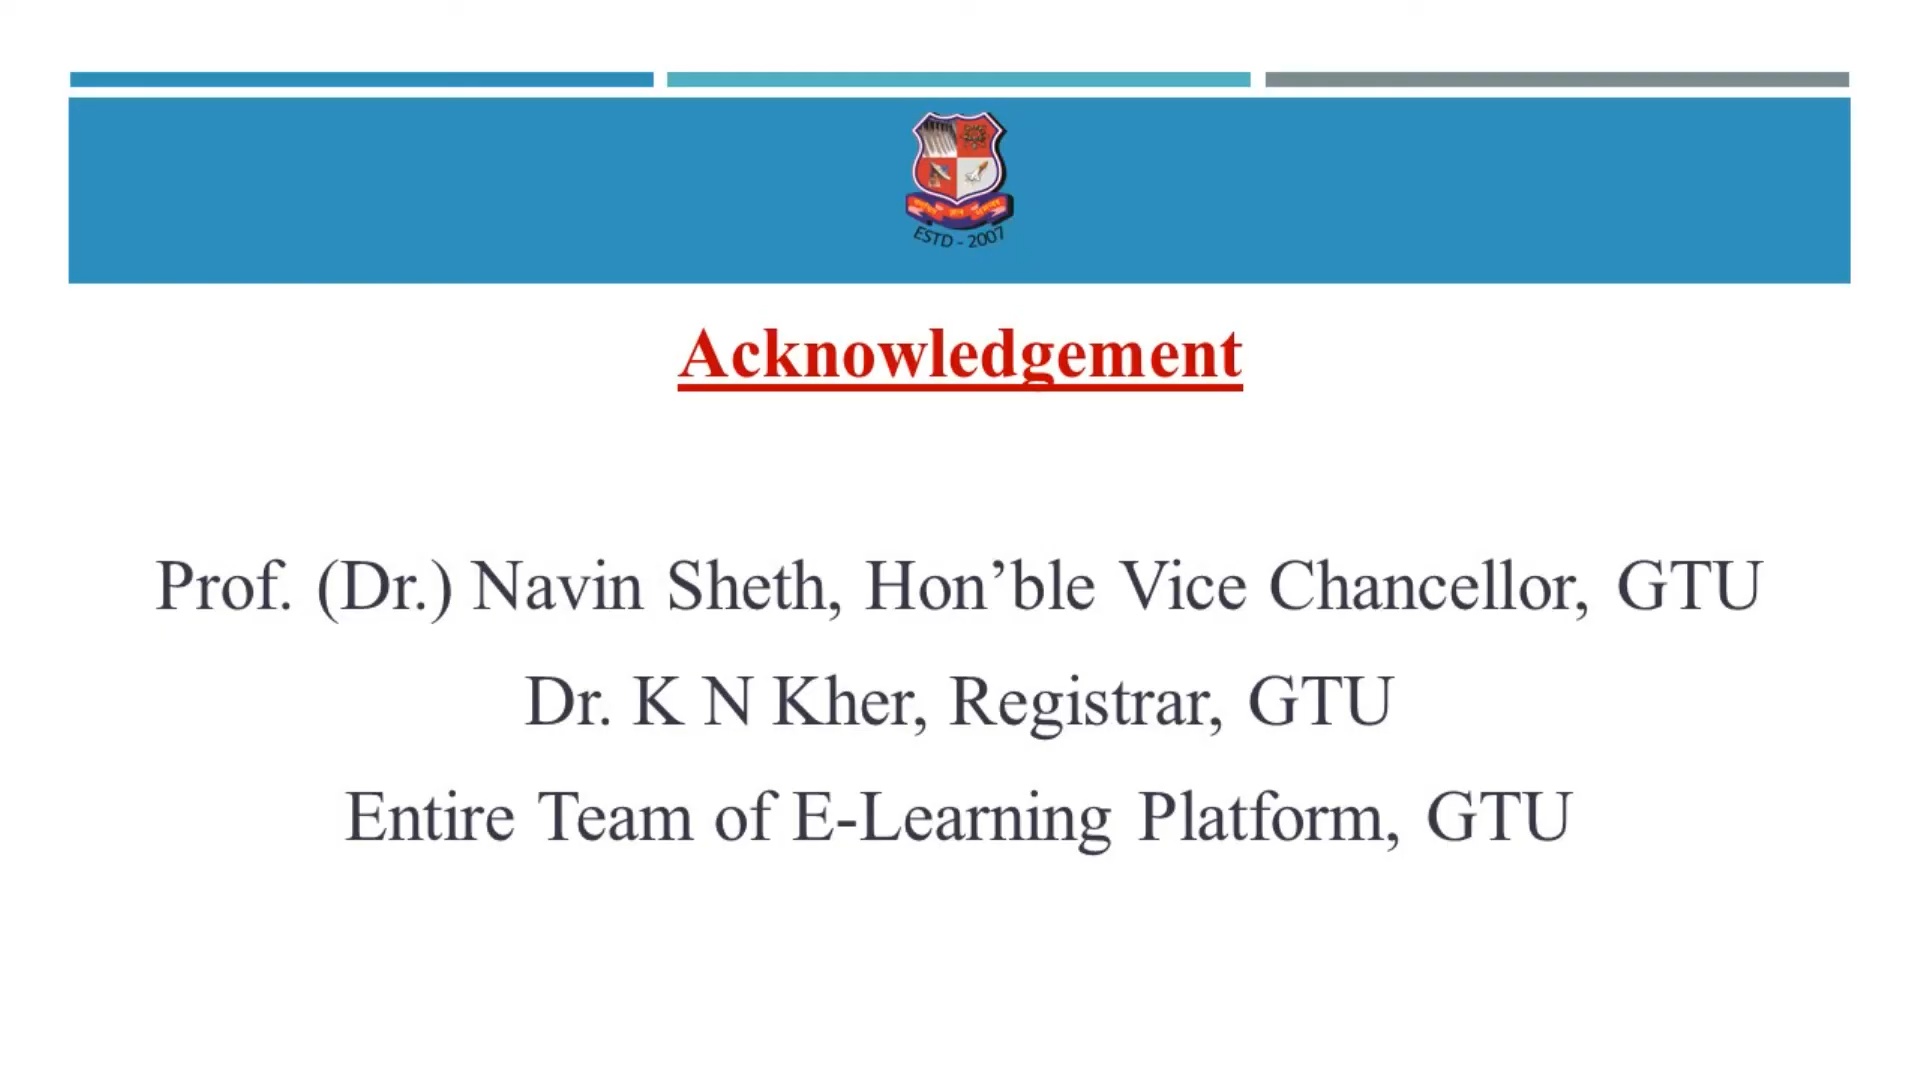 ESTD - 2007
Acknowledgement
Prof. (Dr.) Navin Sheth, Hon’ble Vice Chancellor, GTU
Dr. K N Kher, Registrar, GTU
Entire Team of E-Learning Platform, GTU